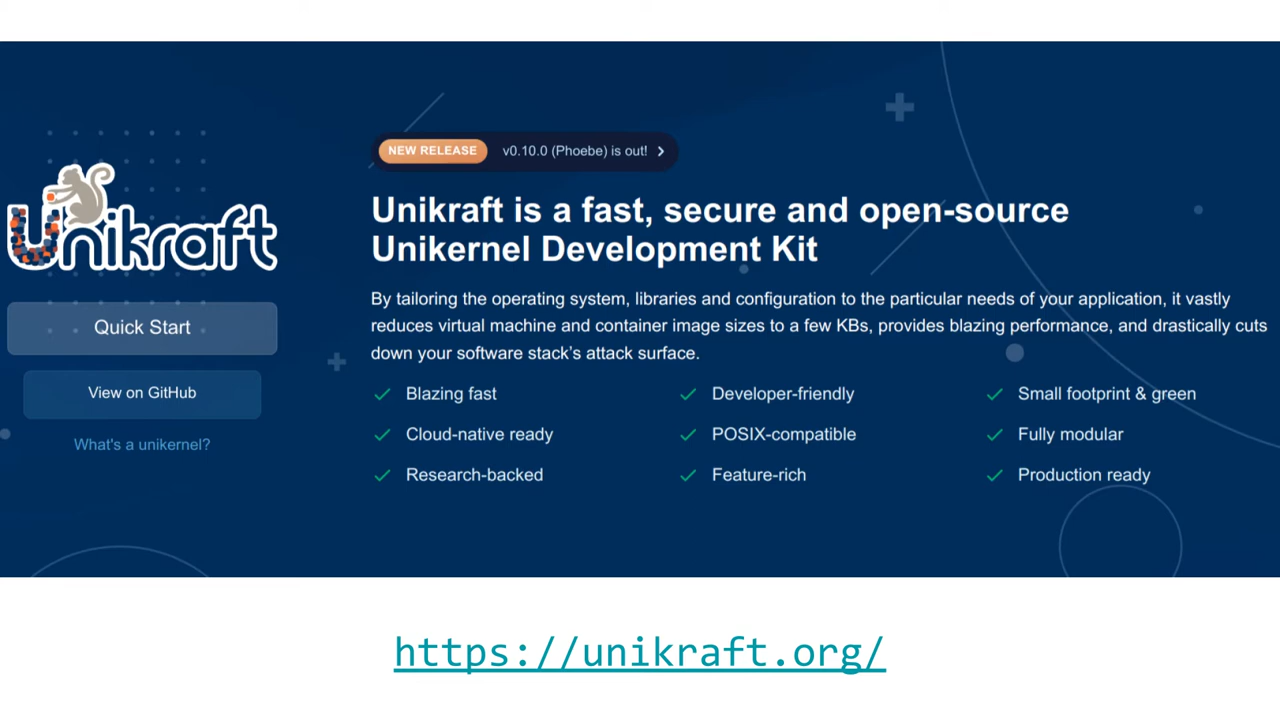 NEW RELEASE v0.10.0 (Phoebe) is out!
Unikraft
Unikraft is a fast, secure and open-source
Unikernel Development Kit
Quick Start
View on GitHub
What's a unikernel?
By tailoring the operating system, libraries and configuration to the particular needs of your application, it vastly
reduces virtual machine and container image sizes to a few KBs, provides blazing performance, and drastically cuts
down your software stack's attack surface.
Blazing fast
Developer-friendly
Small footprint & green
Cloud-native ready
POSIX-compatible
Fully modular
Research-backed
Feature-rich
Production ready
https://unikraft.org/